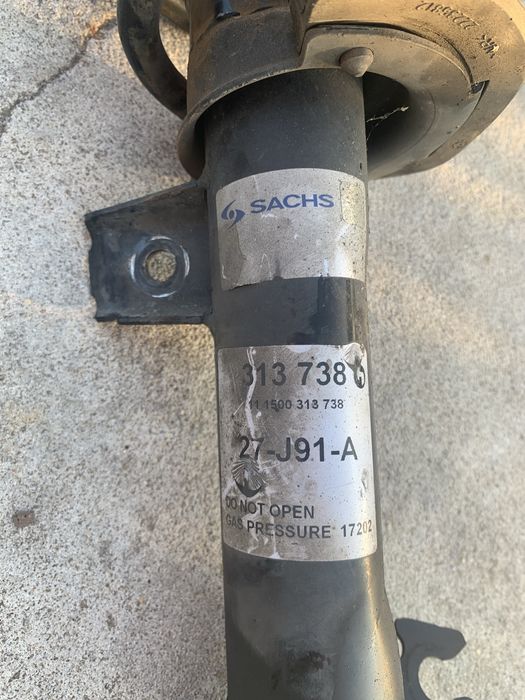 SACHS
313 738
11 1500 313 738
27-J91-A
DO NOT OPEN
GAS PRESSURE 17202